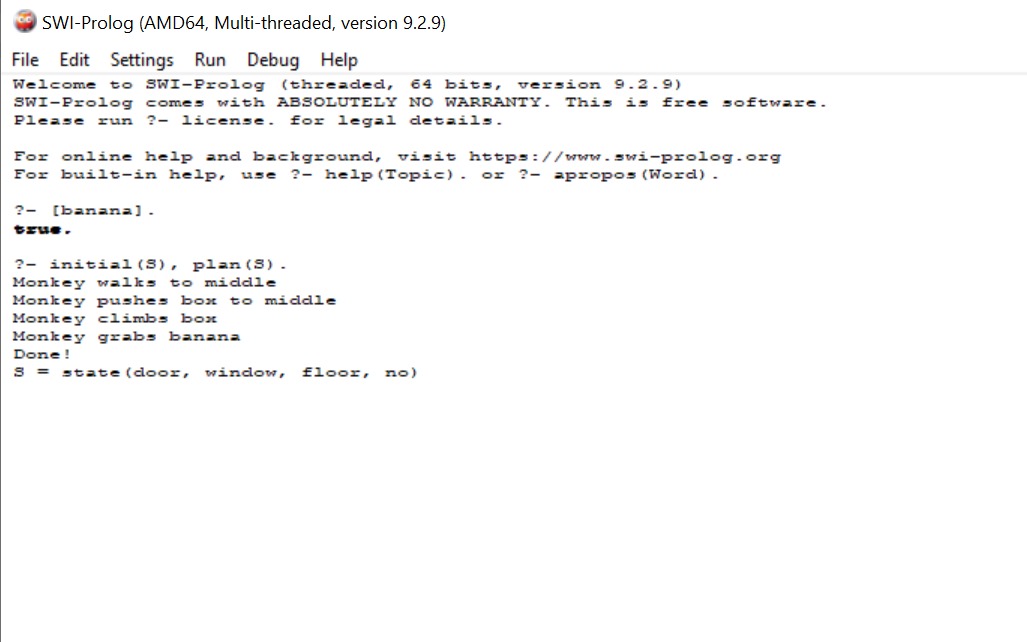 SWI-Prolog (AMD64, Multi-threaded, version 9.2.9)
File Edit Settings Run Debug Help
Welcome to SWI-Prolog (threaded, 64 bits, version 9.2.9)
SWI-Prolog comes with ABSOLUTELY NO WARRANTY. This is free software.
Please run ?- license. for legal details.
For online help and background, visit https://www.swi-prolog.org
For built-in help, use ?- help(Topic). or ?- apropos(Word).
?- [banana].
true.
?- initial(S), plan(S).
Monkey walks to middle
Monkey pushes box to middle
Monkey climbs box
Monkey grabs banana
Done!
S = state(door, window, floor, no)